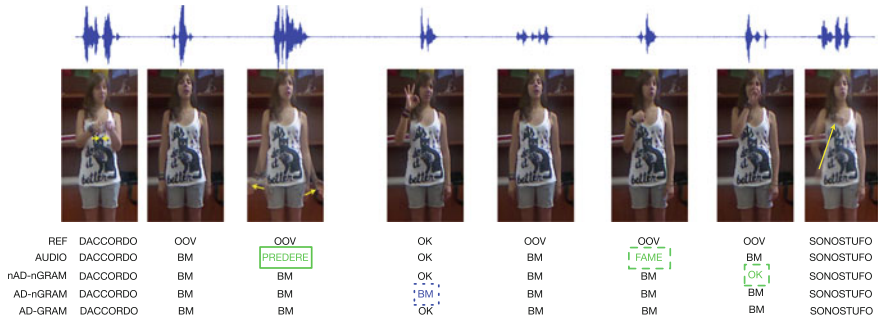 better
REF DACCORDO OOV OOV OK OOV OOV OOV SONOSTUFO
AUDIO DACCORDO BM PREDERE OK BM FAME BM SONOSTUFO
nAD-nGRAM DACCORDO BM BM OK BM BM OK SONOSTUFO
AD-nGRAM DACCORDO BM BM BM BM BM BM SONOSTUFO
AD-GRAM DACCORDO BM BM OK BM BM BM SONOSTUFO